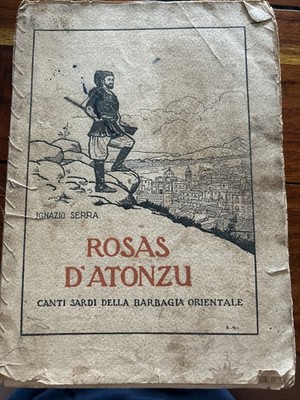 IGNAZIO SERRA
ROSAS
D'ATONZU
CANTI SARDI DELLA BARBAGIA ORIENTALE